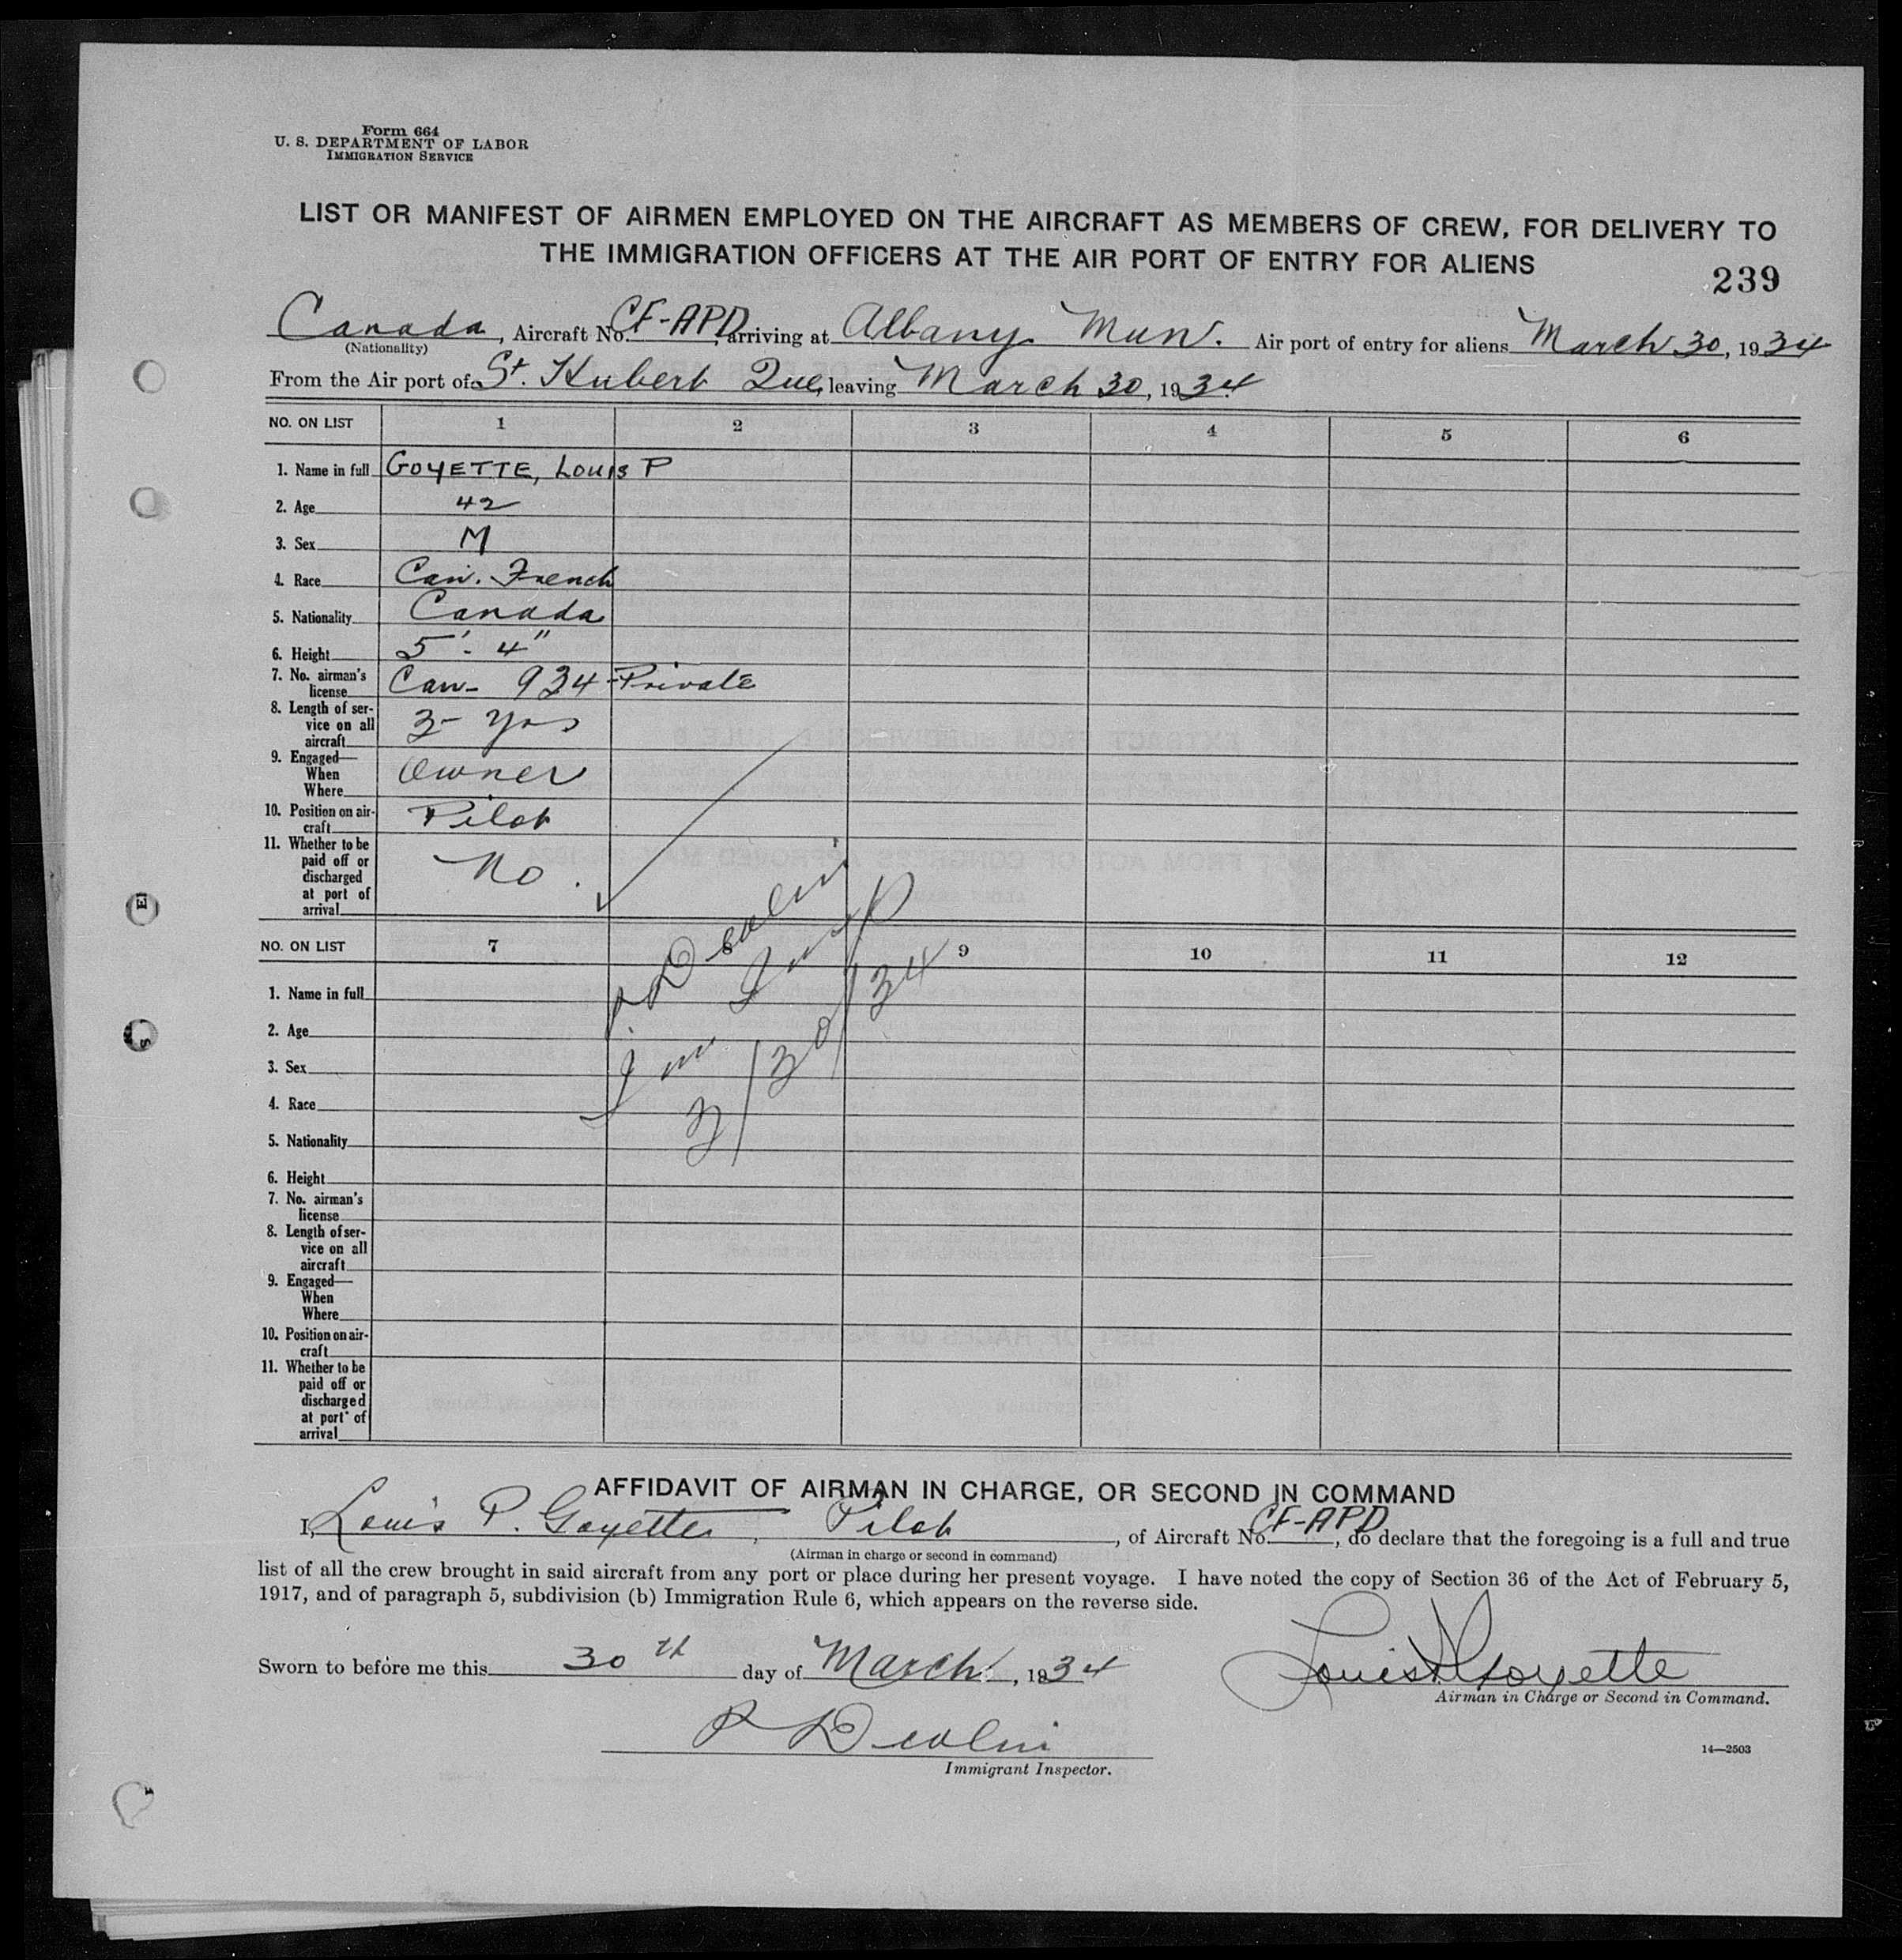 Form 664
U. S. DEPARTMENT OF LABOR
IMMIGRATION SERVICE
LIST OR MANIFEST OF AIRMEN EMPLOYED ON THE AIRCRAFT AS MEMBERS OF CREW, FOR DELIVERY TO
THE IMMIGRATION OFFICERS AT THE AIR PORT OF ENTRY FOR ALIENS
239
Canada, Aircraft No. CF-APD, arriving at Albany Mun. Air port of entry for aliens March 30, 1934
(Nationality)
From the Air port of St. Hubert Que, leaving March 30, 1934
NO. ON LIST 1 2 3 4 5 6
1. Name in full GOYETTE, LOUIS P
2. Age 42
3. Sex M
4. Race Can. French
5. Nationality Canada
6. Height 5' - 4"
7. No. airman's
license Can- 934 -Private
8. Length of ser-
vice on all
aircraft 3- yrs
9. Engaged—
When
Where Owner
10. Position on air-
craft Pilot
11. Whether to be
paid off or
discharged
at port of
arrival No.
NO. ON LIST 7 8 9 10 11 12
1. Name in full
2. Age
3. Sex
4. Race
5. Nationality
6. Height
7. No. airman's
license
8. Length of ser-
vice on all
aircraft
9. Engaged—
When
Where
10. Position on air-
craft
11. Whether to be
paid off or
discharged
at port of
arrival
Imm Insp
3/30/34
AFFIDAVIT OF AIRMAN IN CHARGE, OR SECOND IN COMMAND
I, Louis P. Goyette, Pilot, of Aircraft No. CF-APD, do declare that the foregoing is a full and true
(Airman in charge or second in command)
list of all the crew brought in said aircraft from any port or place during her present voyage. I have noted the copy of Section 36 of the Act of February 5,
1917, and of paragraph 5, subdivision (b) Immigration Rule 6, which appears on the reverse side.
Sworn to before me this 30th day of March, 1934
Louis P Goyette
Airman in Charge or Second in Command.
Immigrant Inspector.
14—2503